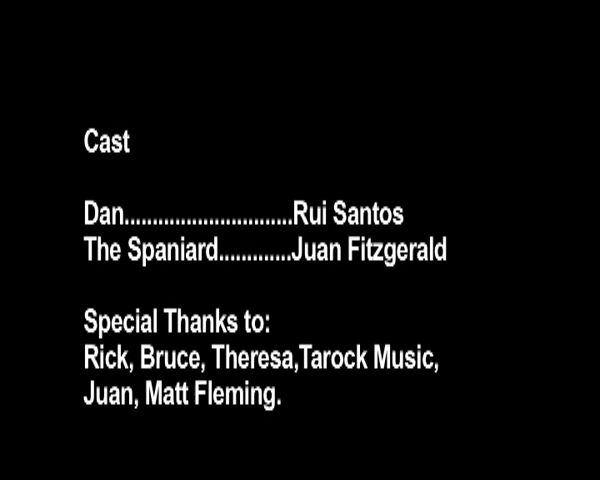 Cast
Dan..............................Rui Santos
The Spaniard.............Juan Fitzgerald
Special Thanks to:
Rick, Bruce, Theresa,Tarock Music,
Juan, Matt Fleming.